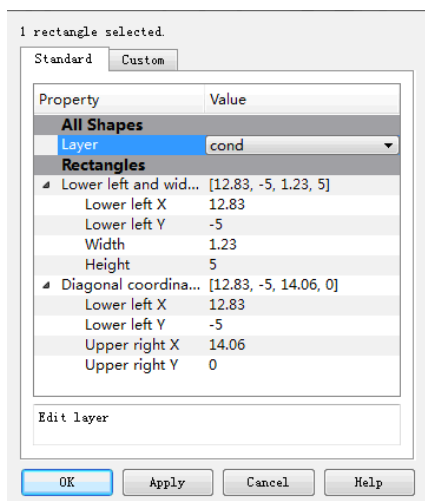 1 rectangle selected.
Standard Custom
Property Value
All Shapes
Layer cond
Rectangles
Lower left and wid... [12.83, -5, 1.23, 5]
Lower left X 12.83
Lower left Y -5
Width 1.23
Height 5
Diagonal coordina... [12.83, -5, 14.06, 0]
Lower left X 12.83
Lower left Y -5
Upper right X 14.06
Upper right Y 0
Edit layer
OK Apply Cancel Help